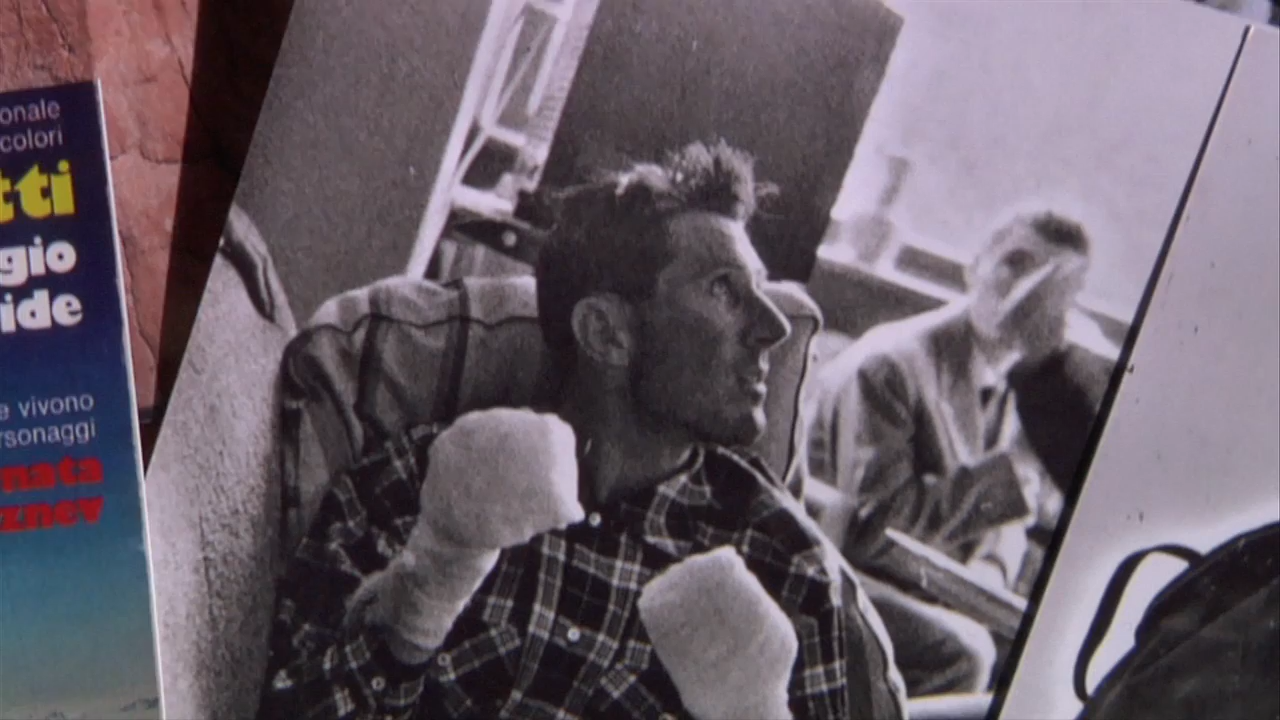 onale
colori
tti
gio
ide
e vivono
rsonaggi
nata
znev